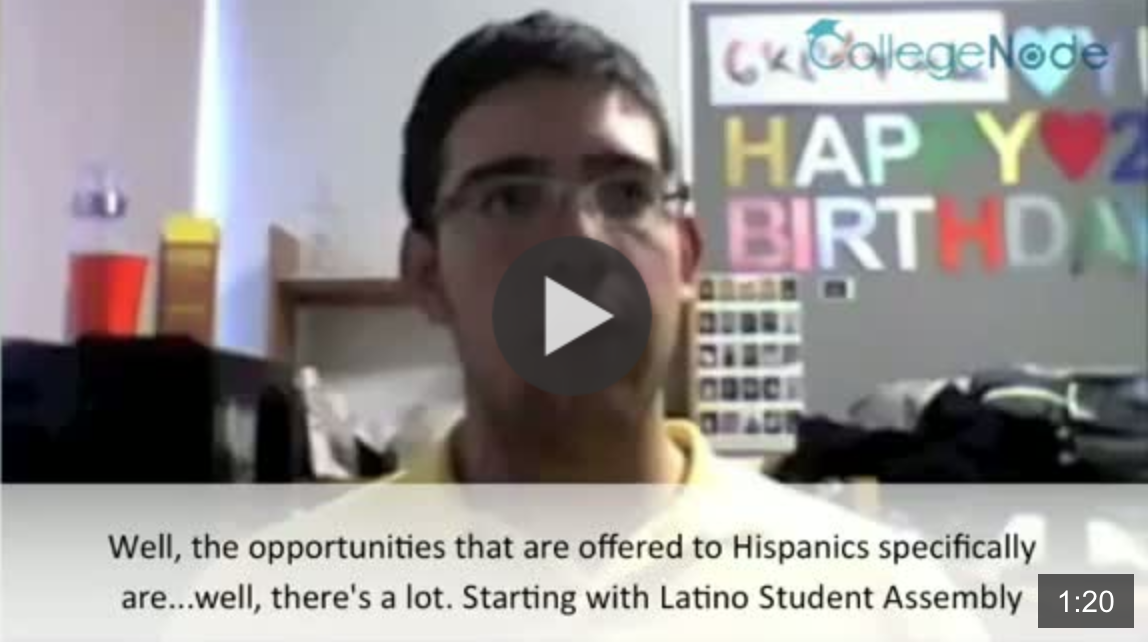 CollegeNode
HAPPY
BIRTHDAY
Well, the opportunities that are offered to Hispanics specifically
are...well, there's a lot. Starting with Latino Student Assembly
1:20